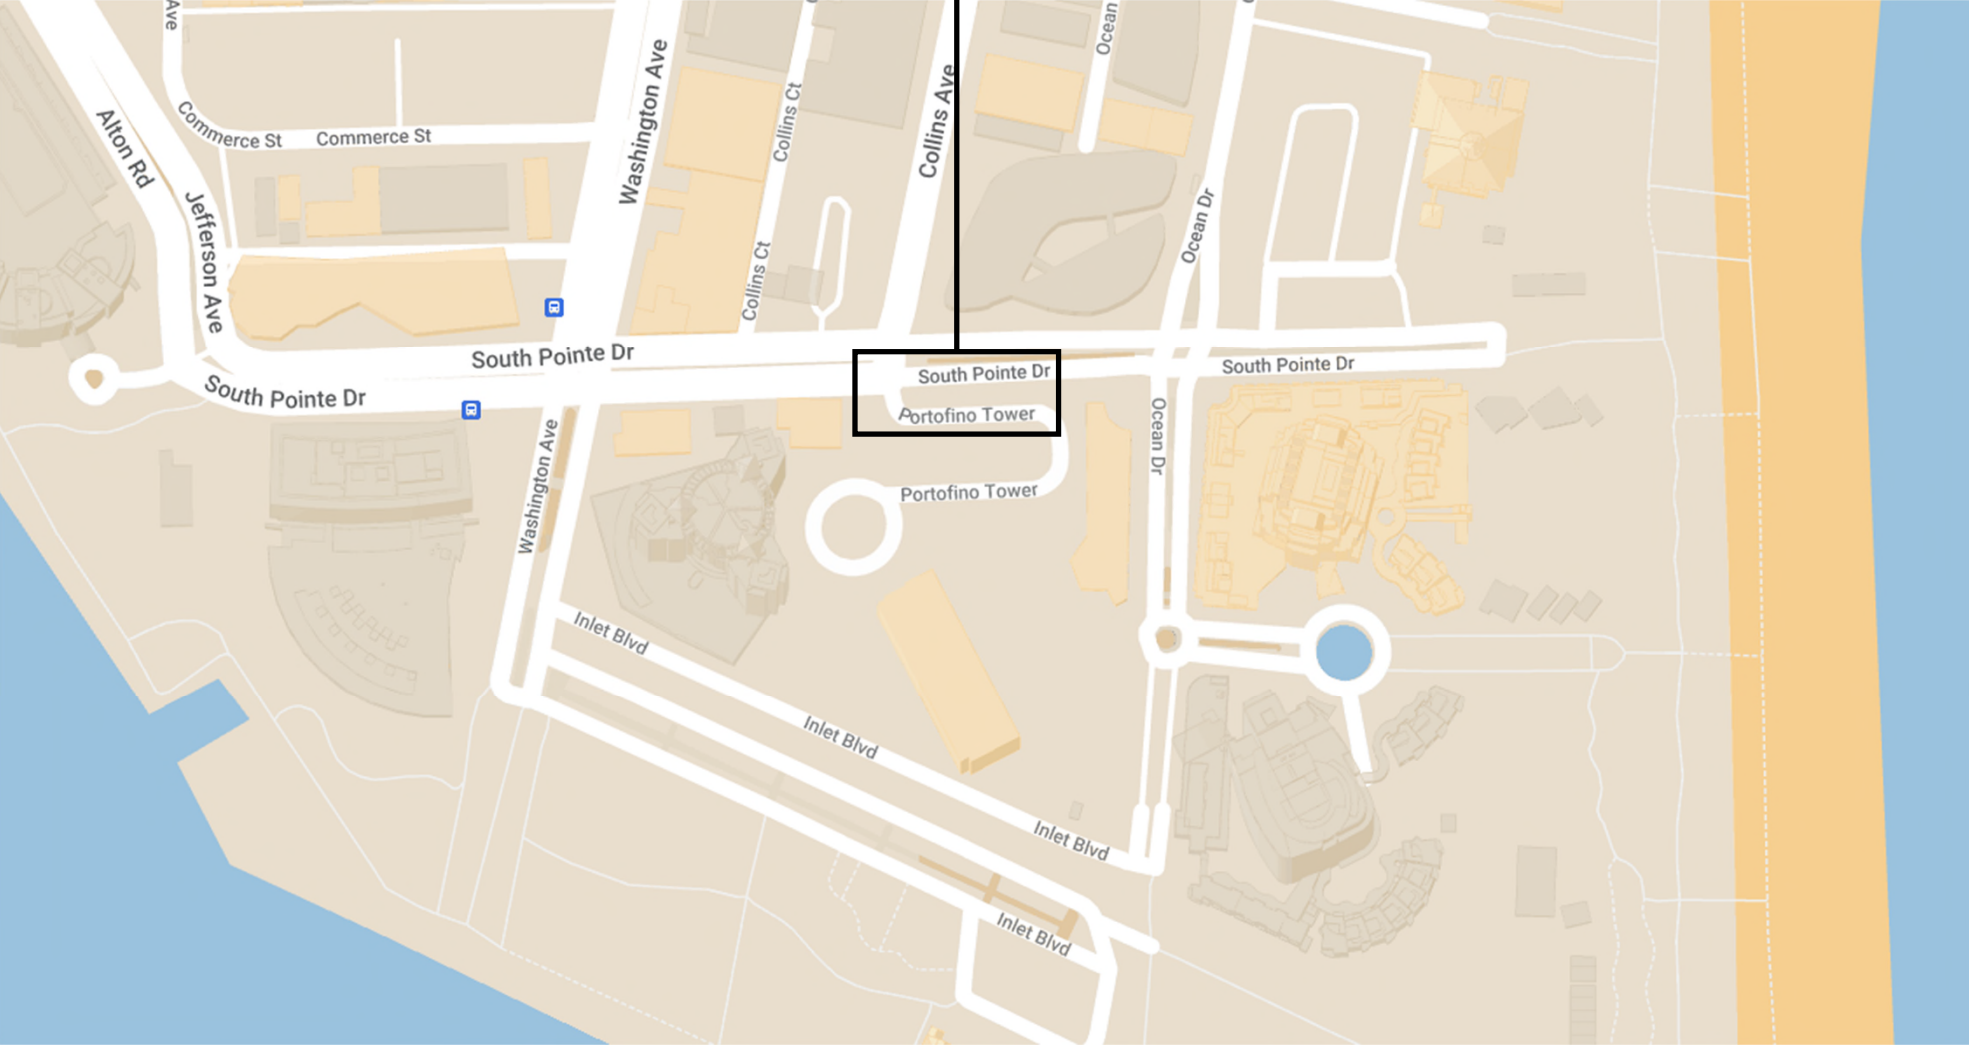 Ave
Ocean
Alton Rd
Commerce St
Commerce St
Washington Ave
Collins Ct
Collins Ave
Jefferson Ave
Collins Ct
Ocean Dr
South Pointe Dr
South Pointe Dr
South Pointe Dr
South Pointe Dr
Portofino Tower
Washington Ave
Ocean Dr
Portofino Tower
Inlet Blvd
Inlet Blvd
Inlet Blvd
Inlet Blvd